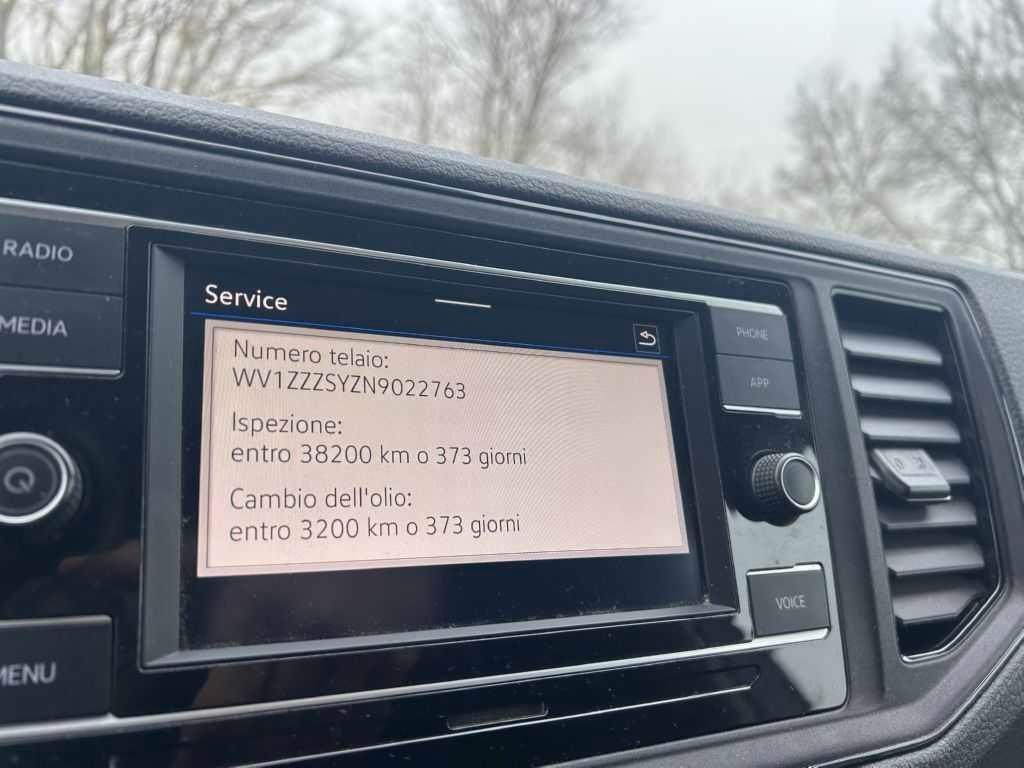 RADIO
MEDIA
MENU
Service
Numero telaio:
WV1ZZZSYZN9022763
Ispezione:
entro 38200 km o 373 giorni
Cambio dell'olio:
entro 3200 km o 373 giorni
PHONE
APP
VOICE